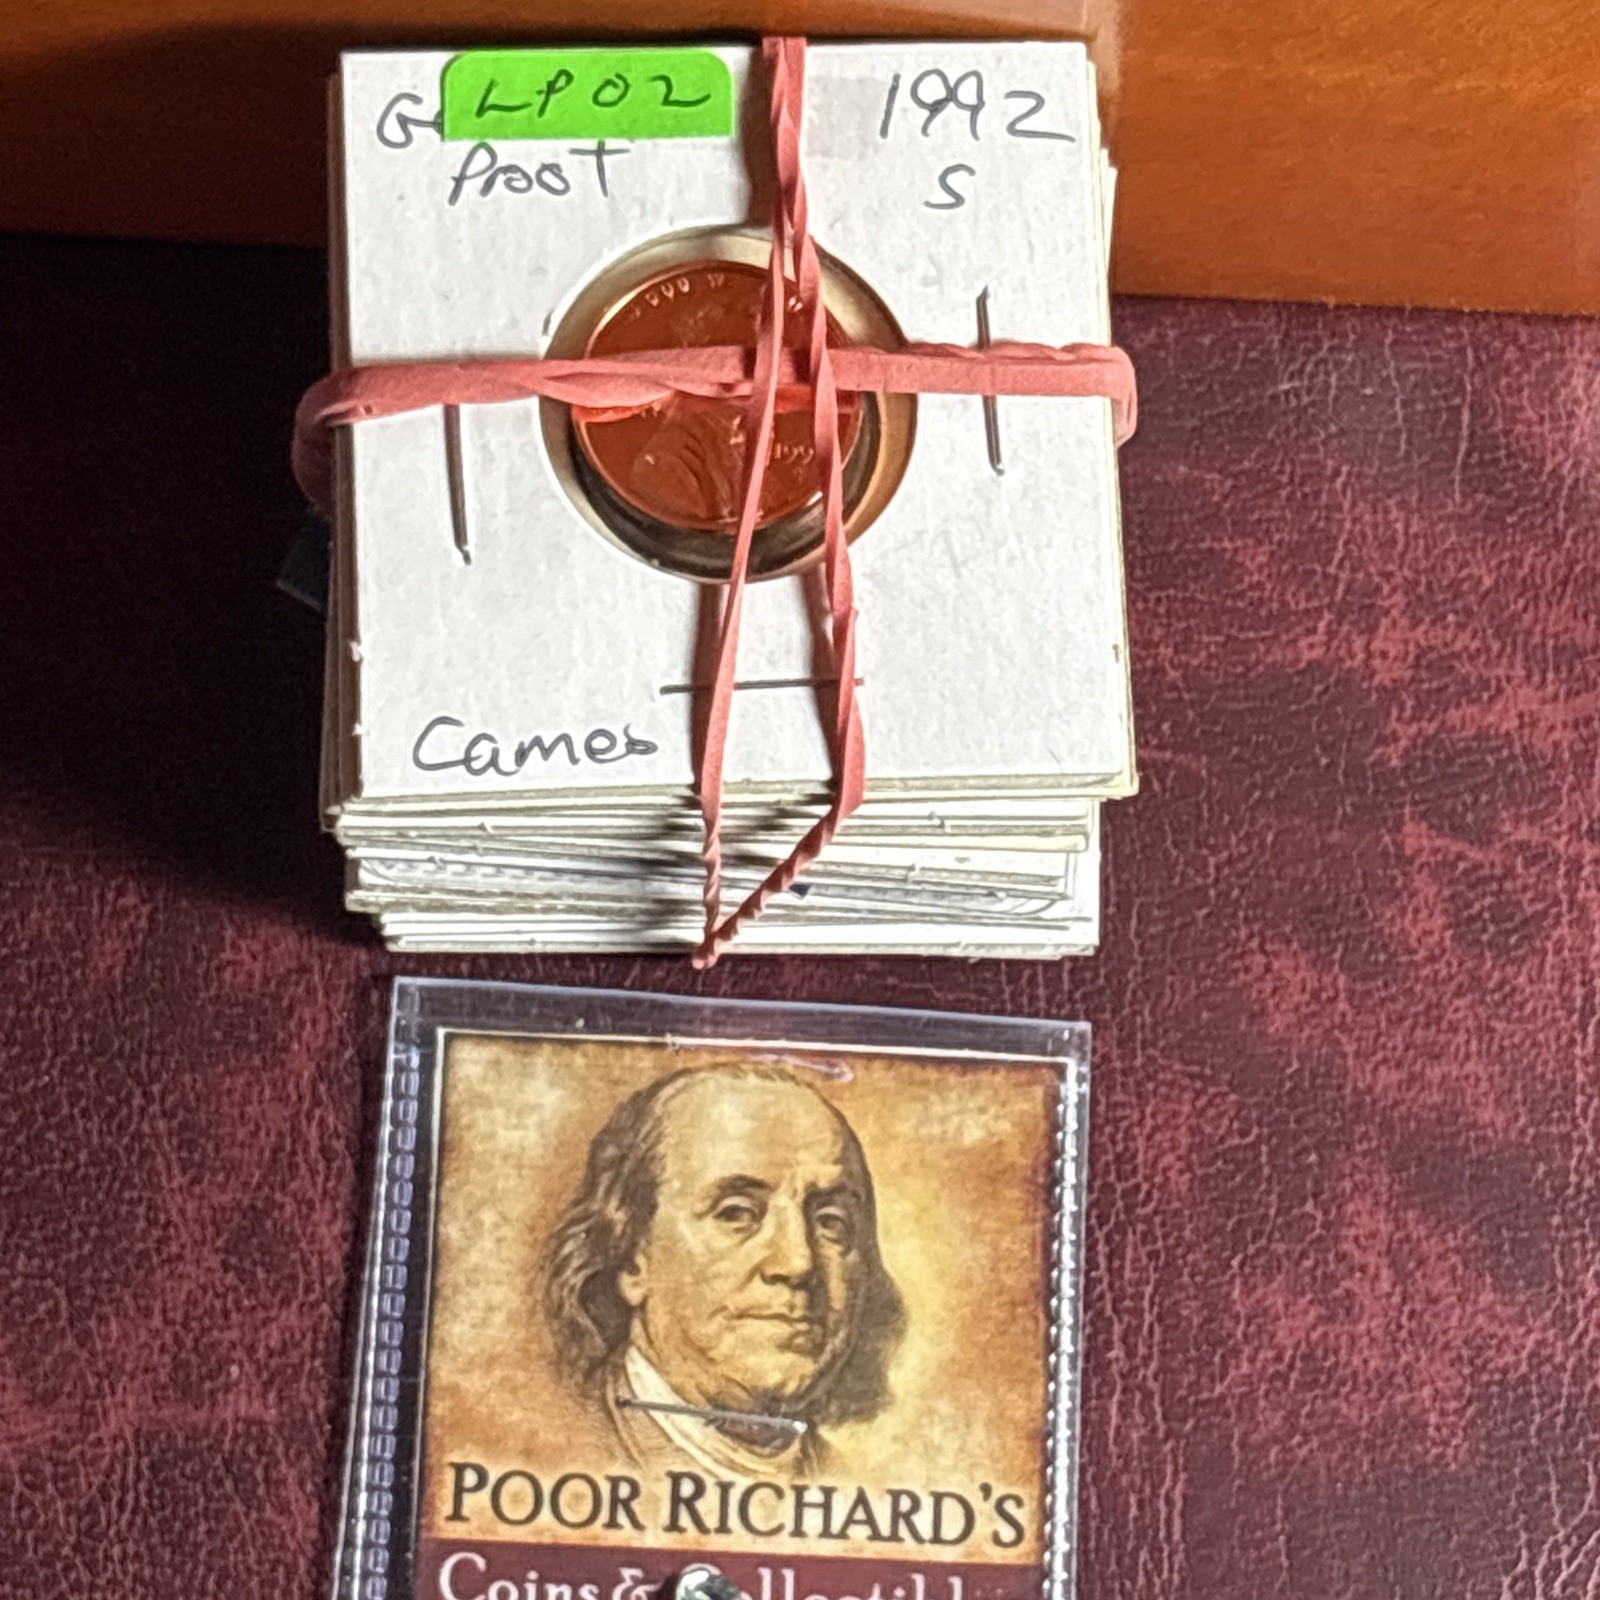 LP02
1992
Proof
S
Cameo
POOR RICHARD'S
Coins &